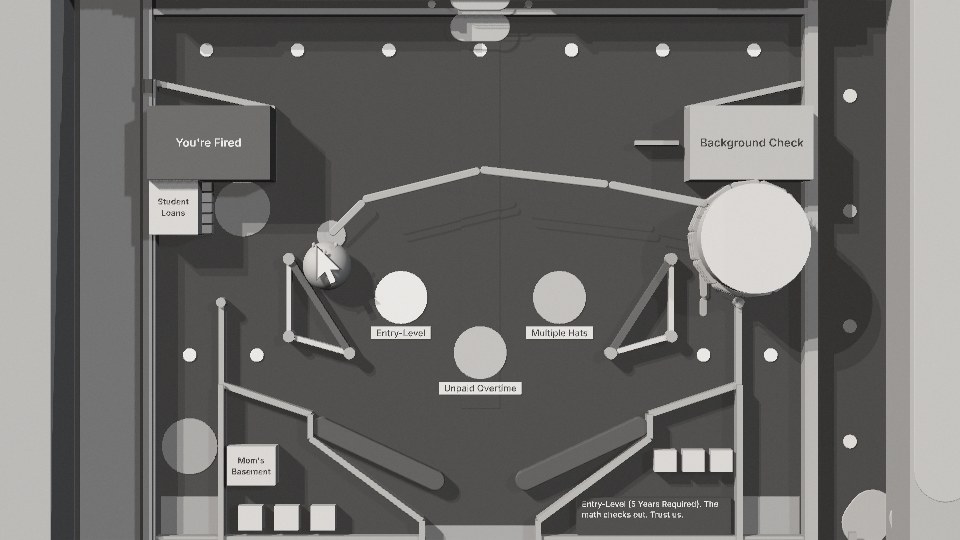 You're Fired
Background Check
Student
Loans
Entry-Level
Multiple Hats
Unpaid Overtime
Mom's
Basement
Entry-Level (5 Years Required). The
math checks out. Trust us.